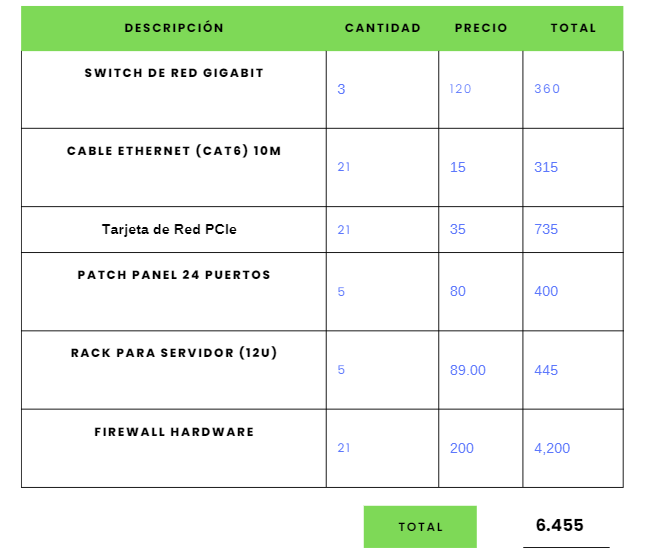 DESCRIPCIÓN CANTIDAD PRECIO TOTAL
SWITCH DE RED GIGABIT 3 120 360
CABLE ETHERNET (CAT6) 10M 21 15 315
Tarjeta de Red PCIe 21 35 735
PATCH PANEL 24 PUERTOS 5 80 400
RACK PARA SERVIDOR (12U) 5 89.00 445
FIREWALL HARDWARE 21 200 4,200
TOTAL 6.455